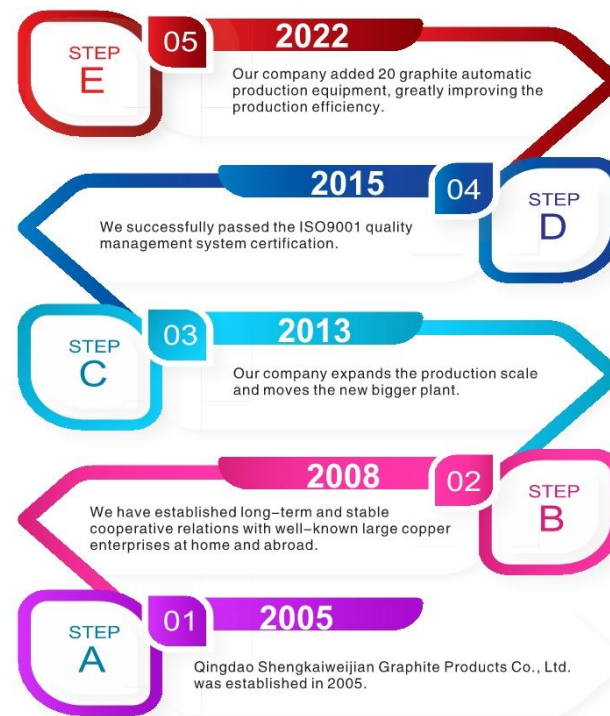 STEP
E
05
2022
Our company added 20 graphite automatic
production equipment, greatly improving the
production efficiency.
2015
04
STEP
D
We successfully passed the ISO9001 quality
management system certification.
STEP
C
03
2013
Our company expands the production scale
and moves the new bigger plant.
2008
02
STEP
B
We have established long-term and stable
cooperative relations with well-known large copper
enterprises at home and abroad.
STEP
A
01
2005
Qingdao Shengkaiweijian Graphite Products Co., Ltd.
was established in 2005.